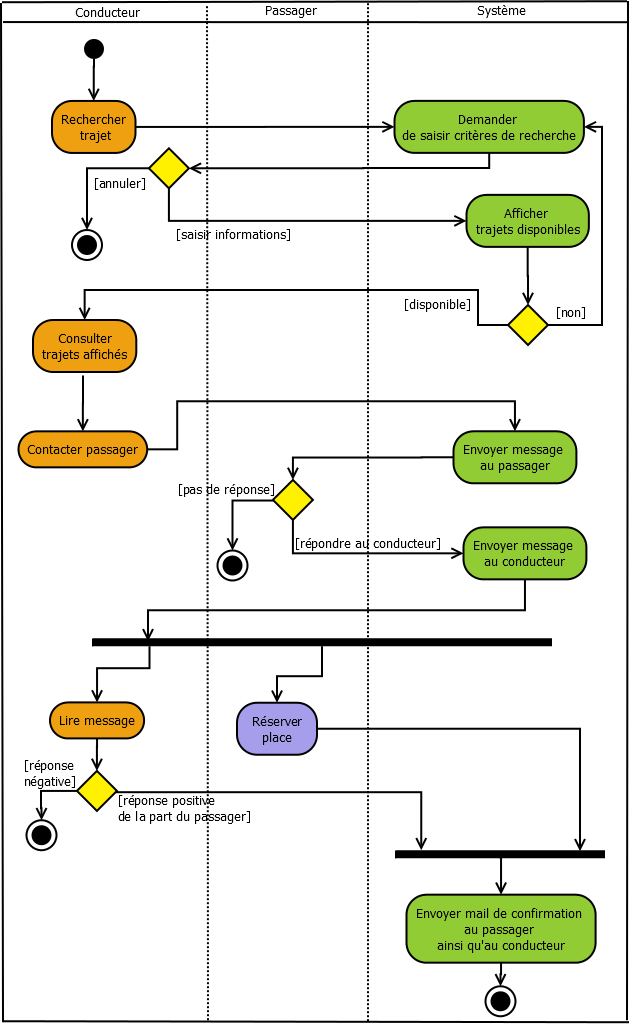 Conducteur
Passager
Système
Rechercher
trajet
Demander
de saisir critères de recherche
[annuler]
[saisir informations]
Afficher
trajets disponibles
[disponible]
[non]
Consulter
trajets affichés
Contacter passager
Envoyer message
au passager
[pas de réponse]
[répondre au conducteur]
Envoyer message
au conducteur
Lire message
Réserver
place
[réponse
négative]
[réponse positive
de la part du passager]
Envoyer mail de confirmation
au passager
ainsi qu'au conducteur